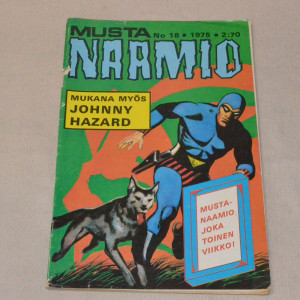 MUSTA
No 18 • 1976 • 2:70
NAAMIO
MUKANA MYÖS
JOHNNY
HAZARD
MUSTA-
NAAMIO
JOKA
TOINEN
VIIKKO!